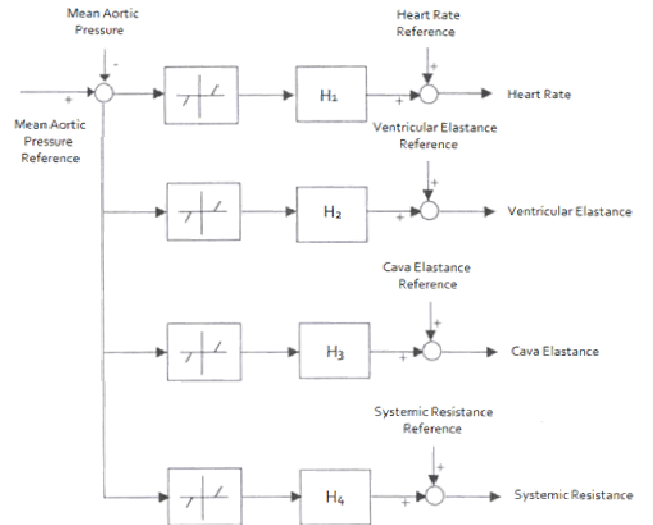 Mean Aortic
Pressure
Heart Rate
Reference
-
+
+
H₁
+
Heart Rate
Mean Aortic
Pressure
Reference
Ventricular Elastance
Reference
+
H₂
+
Ventricular Elastance
Cava Elastance
Reference
+
H₃
+
Cava Elastance
Systemic Resistance
Reference
+
H₄
+
Systemic Resistance